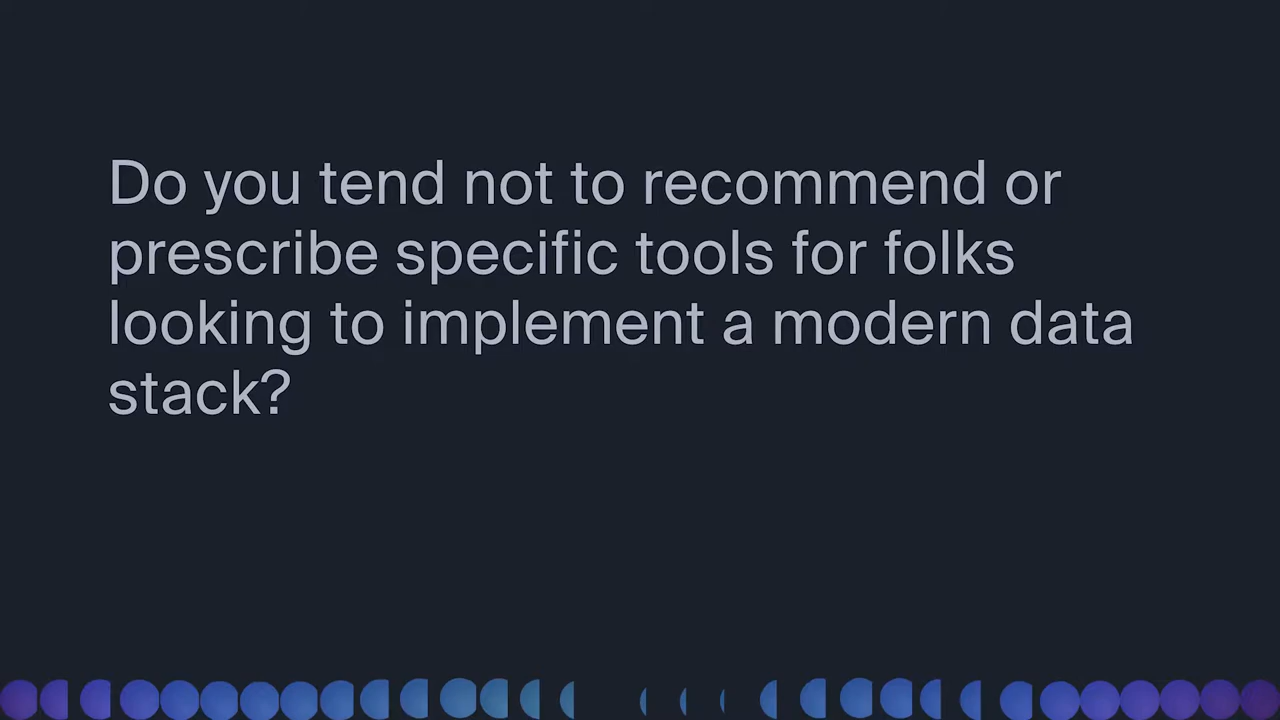 Do you tend not to recommend or
prescribe specific tools for folks
looking to implement a modern data
stack?